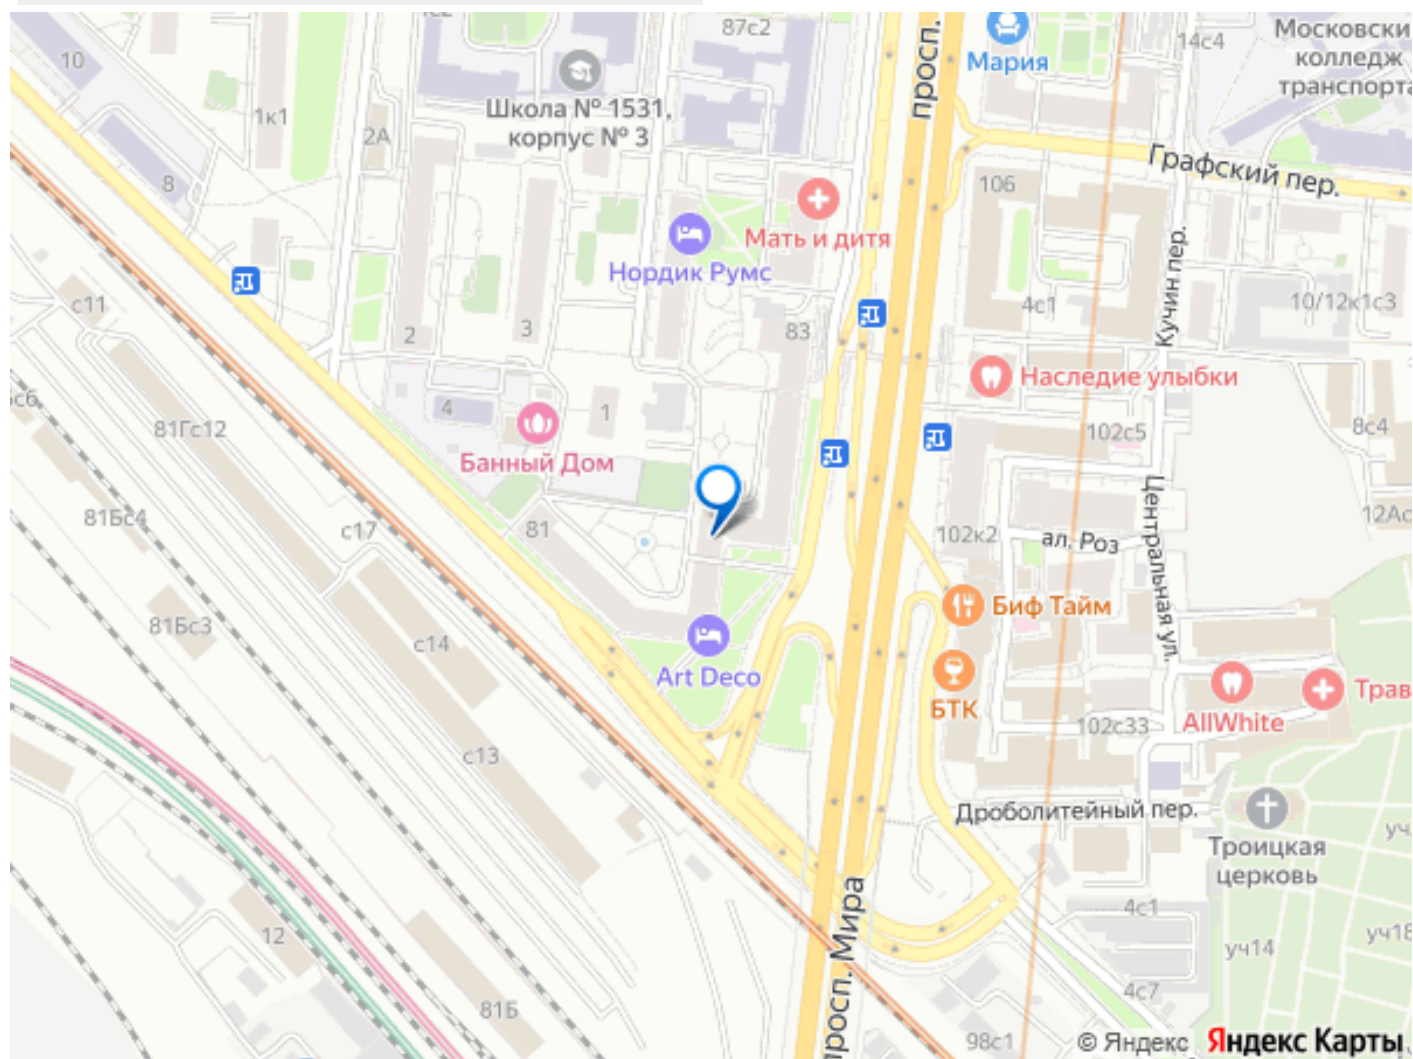 87с2
просп.
Мария
14с4
Московски
колледж
транспорта
10
Школа № 1531,
корпус № 3
1к1
2А
Графский пер.
8
106
Мать и дитя
Нордик Румс
Кучин пер.
с11
2
3
83
4с1
10/12к1с3
Наследие улыбки
4
1
81Гс12
102с5
8с4
Банный Дом
81Бс4
с17
81
102к2
ал. Роз
Центральная ул.
12Ас
Биф Тайм
81Бс3
с14
Art Deco
БТК
AllWhite
Трав
с13
102с33
Дроболитейный пер.
Троицкая
церковь
уч
4с1
12
уч14
уч18
просп. Мира
81Б
4с7
98с1
© Яндекс Яндекс Карты